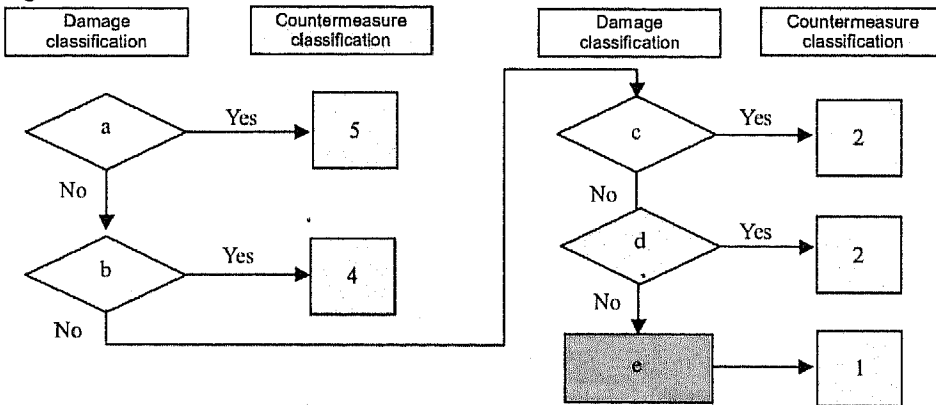 Damage
classification
Countermeasure
classification
a
Yes
5
No
b
Yes
4
No
Damage
classification
Countermeasure
classification
c
Yes
2
No
d
Yes
2
No
e
1